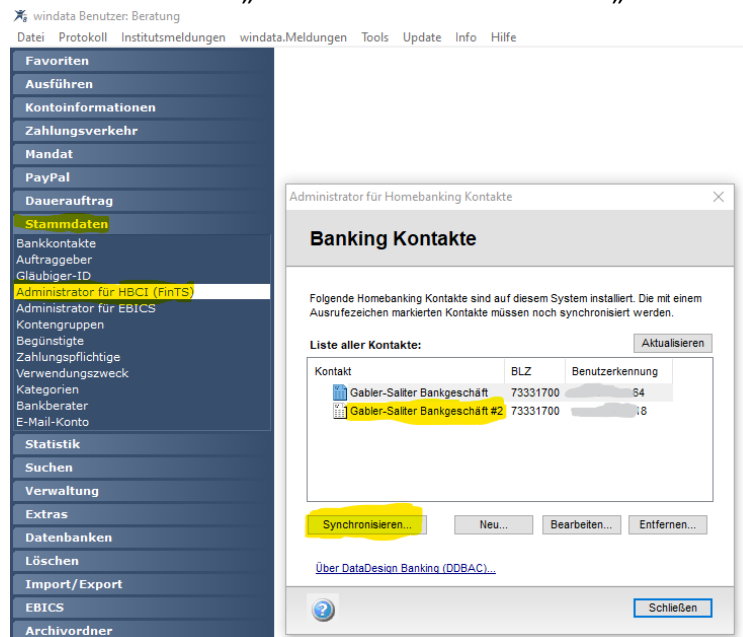 windata Benutzer: Beratung
Datei Protokoll Institutsmeldungen windata.Meldungen Tools Update Info Hilfe
Favoriten
Ausführen
Kontoinformationen
Zahlungsverkehr
Mandat
PayPal
Dauerauftrag
Stammdaten
Bankkontakte
Auftraggeber
Gläubiger-ID
Administrator für HBCI (FinTS)
Administrator für EBICS
Kontengruppen
Begünstigte
Zahlungspflichtige
Verwendungszweck
Kategorien
Bankberater
E-Mail-Konto
Statistik
Suchen
Verwaltung
Extras
Datenbanken
Löschen
Import/Export
EBICS
Archivordner
Administrator für Homebanking Kontakte
Banking Kontakte
Folgende Homebanking Kontakte sind auf diesem System installiert. Die mit einem
Ausrufezeichen markierten Kontakte müssen noch synchronisiert werden.
Liste aller Kontakte: Aktualisieren
Kontakt BLZ Benutzerkennung
Gabler-Saliter Bankgeschäft 73331700 64
Gabler-Saliter Bankgeschäft #2 73331700 8
Synchronisieren... Neu... Bearbeiten... Entfernen...
Über DataDesign Banking (DDBAC)...
Schließen